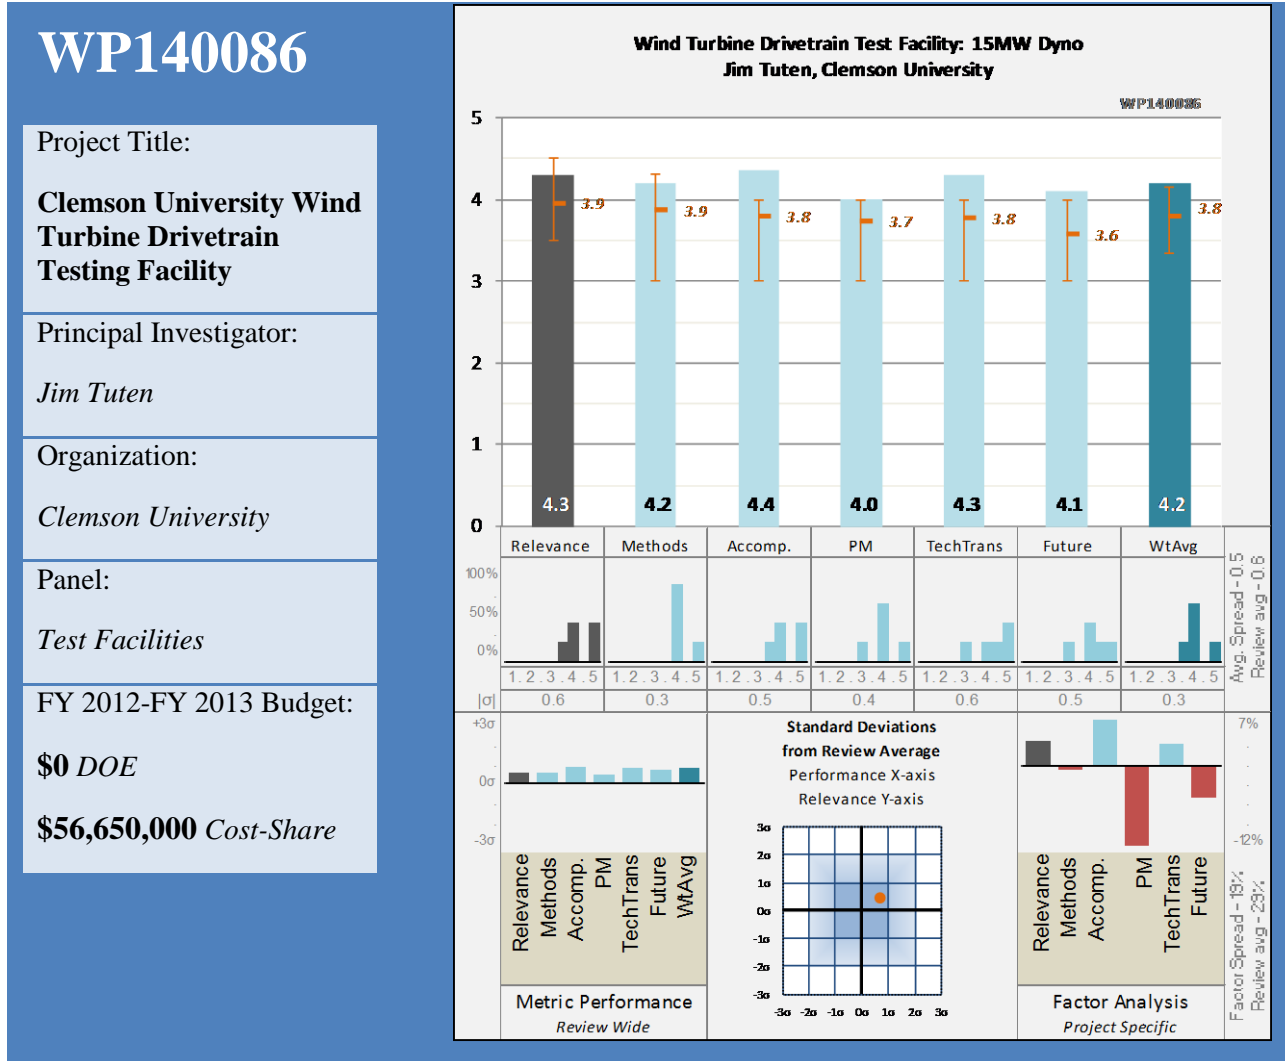 WP140086
Project Title:
Clemson University Wind
Turbine Drivetrain
Testing Facility
Principal Investigator:
Jim Tuten
Organization:
Clemson University
Panel:
Test Facilities
FY 2012-FY 2013 Budget:
$0 DOE
$56,650,000 Cost-Share
Wind Turbine Drivetrain Test Facility: 15MW Dyno
Jim Tuten, Clemson University
WP140086
5
4
3
2
1
0
3.9
3.9
3.8
3.7
3.8
3.6
3.8
4.3 4.2 4.4 4.0 4.3 4.1 4.2
Relevance Methods Accomp. PM TechTrans Future WtAvg
100%
50%
0%
1.2.3.4.5 1.2.3.4.5 1.2.3.4.5 1.2.3.4.5 1.2.3.4.5 1.2.3.4.5 1.2.3.4.5
|σ| 0.6 0.3 0.5 0.4 0.6 0.5 0.3
Avg. Spread - 0.5
Review avg - 0.6
+3σ
0σ
-3σ
Relevance
Methods
Accomp.
PM
TechTrans
Future
WtAvg
Metric Performance
Review Wide
Standard Deviations
from Review Average
Performance X-axis
Relevance Y-axis
3σ
2σ
1σ
0σ
-1σ
-2σ
-3σ
-3σ -2σ -1σ 0σ 1σ 2σ 3σ
7%
-12%
Relevance
Methods
Accomp.
PM
TechTrans
Future
Factor Analysis
Project Specific
Factor Spread - 19%
Review avg - 29%